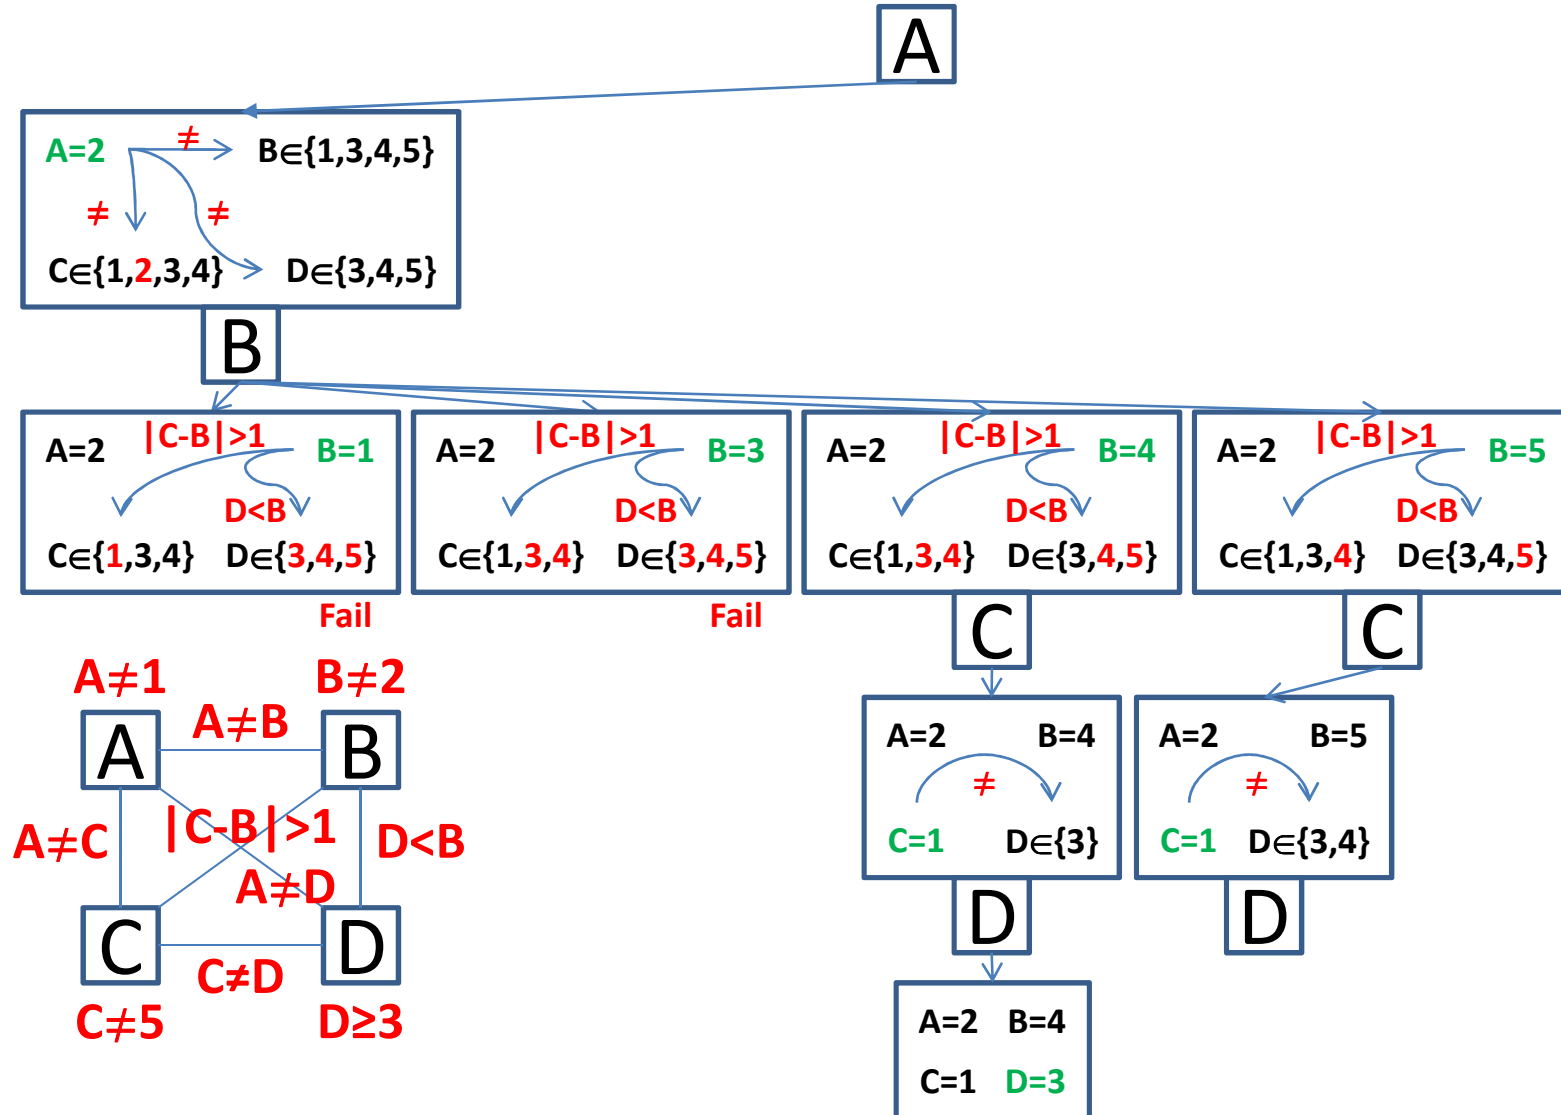 A
A=2 ≠ B∈{1,3,4,5}
≠ ≠
C∈{1,2,3,4} D∈{3,4,5}
B
A=2 |C-B|>1 B=1
D<B
C∈{1,3,4} D∈{3,4,5}
Fail
A=2 |C-B|>1 B=3
D<B
C∈{1,3,4} D∈{3,4,5}
Fail
A=2 |C-B|>1 B=4
D<B
C∈{1,3,4} D∈{3,4,5}
C
A=2 |C-B|>1 B=5
D<B
C∈{1,3,4} D∈{3,4,5}
C
A≠1 B≠2
A≠B
A B
A≠C |C-B|>1 D<B
A≠D
C D
C≠D
C≠5 D≥3
A=2 B=4
≠
C=1 D∈{3}
D
A=2 B=5
≠
C=1 D∈{3,4}
D
A=2 B=4
C=1 D=3